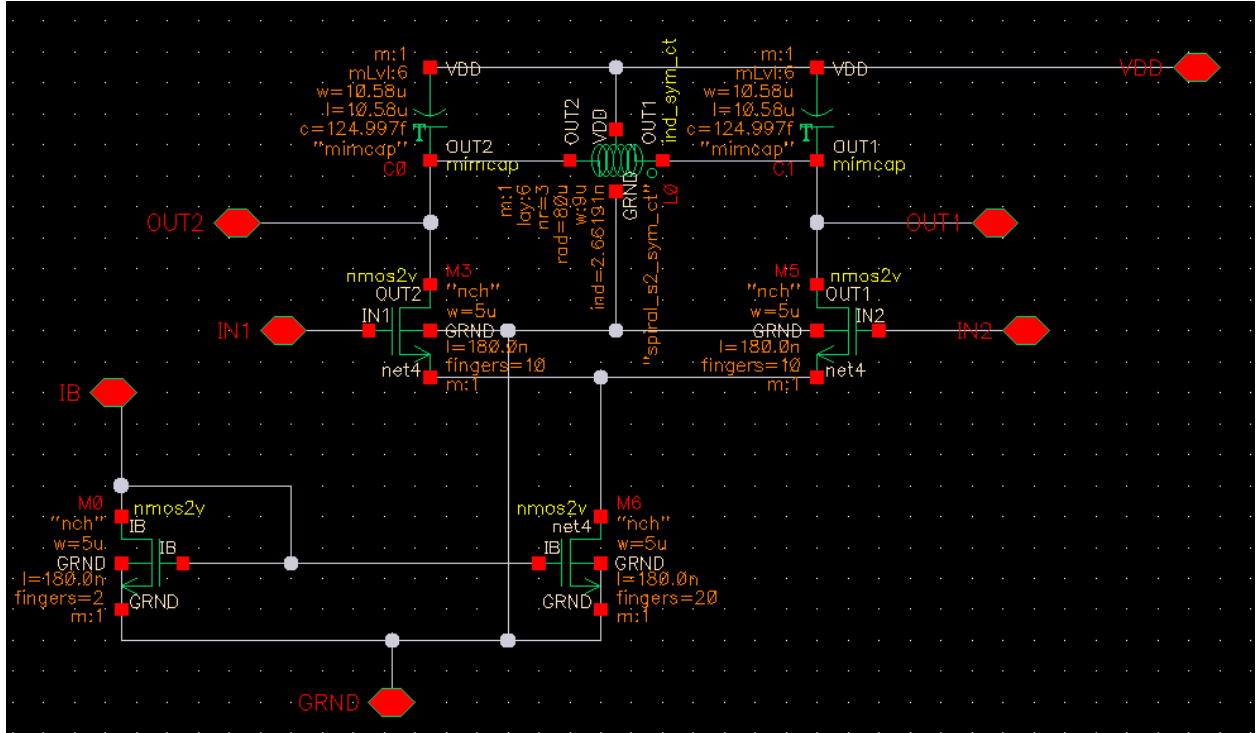 m:1
mLvl:6
w=10.58u
l=10.58u
c=124.997f
"mimcap"
C0
VDD
T
OUT2
mimcap
OUT2
VDD
OUT1
ind_sym_ct
GRND
L0
m:1
lay:6
nr=3
rad=80u
w:9u
ind=2.66191n
"spiral_s2_sym_ct"
m:1
mLvl:6
w=10.58u
l=10.58u
c=124.997f
"mimcap"
C1
VDD
T
OUT1
mimcap
VDD
OUT2
OUT1
nmos2v
M3
OUT2
"nch"
w=5u
IN1
IN1
GRND
l=180.0n
fingers=10
net4
m:1
M5
nmos2v
"nch"
OUT1
w=5u
IN2
IN2
GRND
l=180.0n
fingers=10
net4
m:1
IB
M0
nmos2v
"nch"
IB
w=5u
IB
GRND
l=180.0n
fingers=2
GRND
m:1
nmos2v
M6
net4
"nch"
w=5u
IB
GRND
l=180.0n
GRND
fingers=20
m:1
GRND